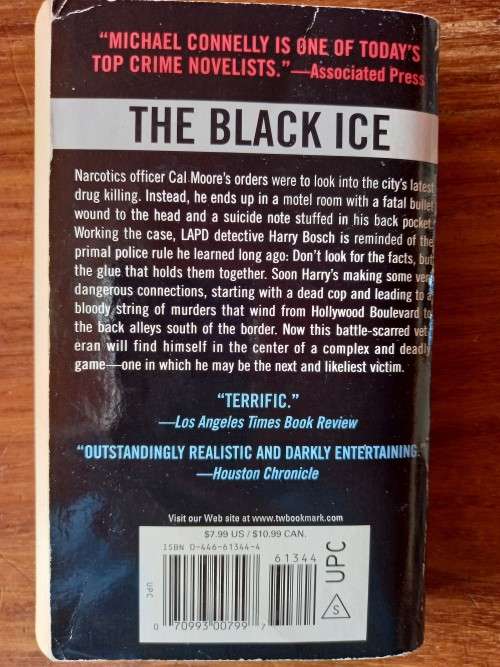 “MICHAEL CONNELLY IS ONE OF TODAY’S
TOP CRIME NOVELISTS.”—Associated Press
THE BLACK ICE
Narcotics officer Cal Moore’s orders were to look into the city’s latest
drug killing. Instead, he ends up in a motel room with a fatal bullet
wound to the head and a suicide note stuffed in his back pocket.
Working the case, LAPD detective Harry Bosch is reminded of the
primal police rule he learned long ago: Don’t look for the facts, but
the glue that holds them together. Soon Harry’s making some very
dangerous connections, starting with a dead cop and leading to a
bloody string of murders that wind from Hollywood Boulevard to
the back alleys south of the border. Now this battle-scarred vet-
eran will find himself in the center of a complex and deadly
game—one in which he may be the next and likeliest victim.
“TERRIFIC.”
—Los Angeles Times Book Review
“OUTSTANDINGLY REALISTIC AND DARKLY ENTERTAINING.”
—Houston Chronicle
Visit our Web site at www.twbookmark.com
$7.99 US / $10.99 CAN.
ISBN 0-446-61344-4
61344
UPC
S
UPC
0 70993 00799 7